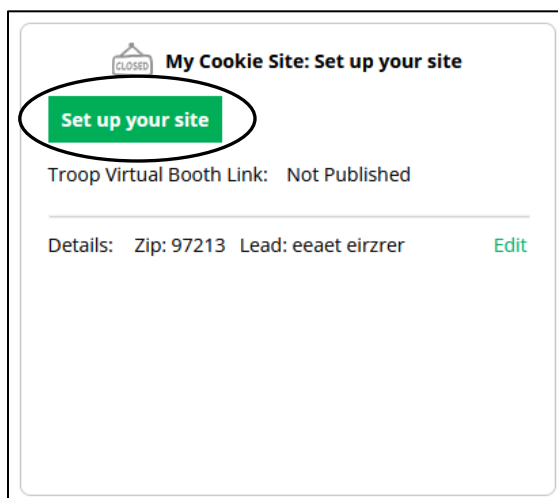 CLOSED My Cookie Site: Set up your site
Set up your site
Troop Virtual Booth Link: Not Published
Details: Zip: 97213 Lead: eeaet eirzrer Edit